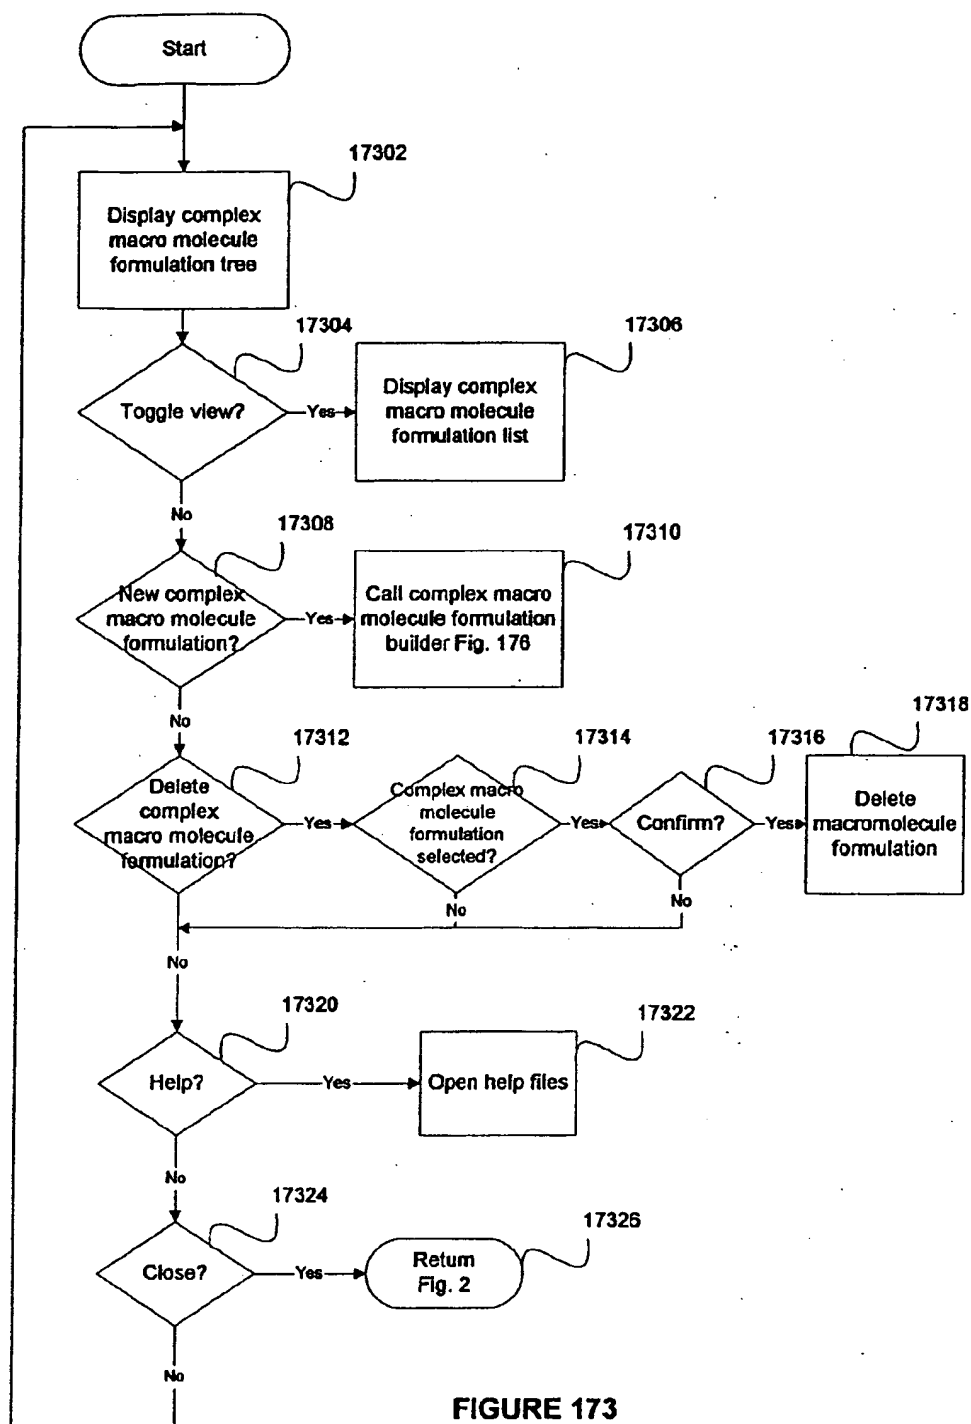 Start
17302
Display complex
macro molecule
formulation tree
17304
Toggle view?
Yes
17306
Display complex
macro molecule
formulation list
No
17308
New complex
macro molecule
formulation?
Yes
17310
Call complex macro
molecule formulation
builder Fig. 176
No
17312
Delete
complex
macro molecule
formulation?
Yes
17314
Complex macro
molecule
formulation
selected?
Yes
17316
Confirm?
Yes
17318
Delete
macromolecule
formulation
No
No
No
17320
Help?
Yes
17322
Open help files
No
17324
Close?
Yes
17326
Return
Fig. 2
No
FIGURE 173